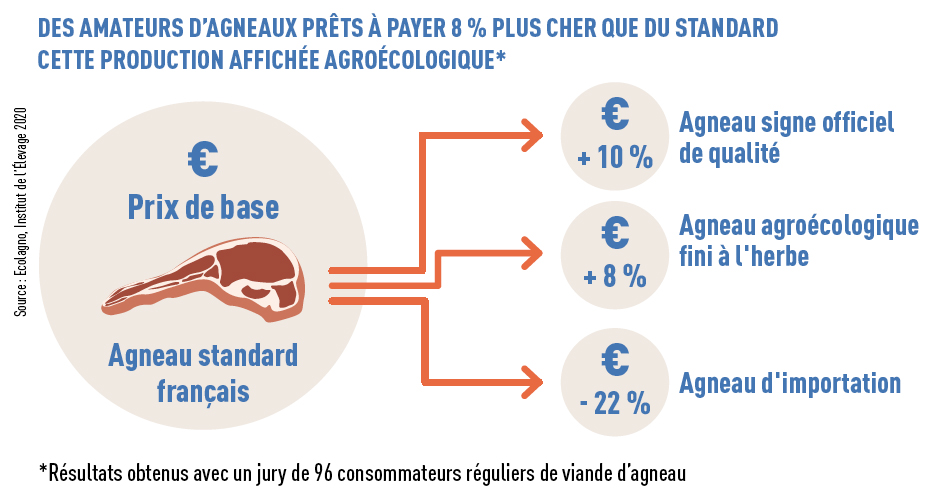 DES AMATEURS D'AGNEAUX PRÊTS À PAYER 8 % PLUS CHER QUE DU STANDARD
CETTE PRODUCTION AFFICHÉE AGROÉCOLOGIQUE*
Source : Ecolagno, Institut de l'Élevage 2020
€
Prix de base
Agneau standard
français
€
+ 10 %
Agneau signe officiel
de qualité
€
+ 8 %
Agneau agroécologique
fini à l'herbe
€
- 22 %
Agneau d'importation
*Résultats obtenus avec un jury de 96 consommateurs réguliers de viande d'agneau